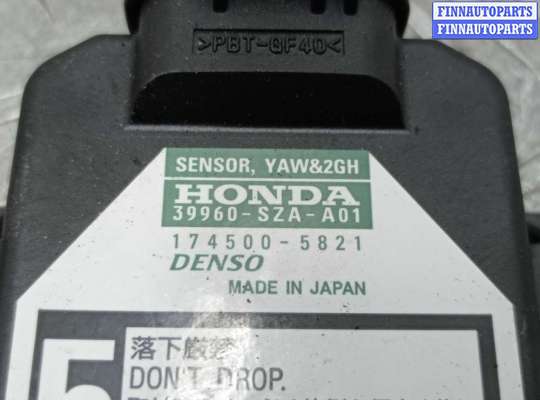 FINNAUTOPARTS
FINNAUTOPARTS
>PBT-GF40<
SENSOR, YAW&2GH
HONDA
39960-SZA-A01
174500-5821
DENSO
MADE IN JAPAN
5
落下厳禁
DON'T DROP.